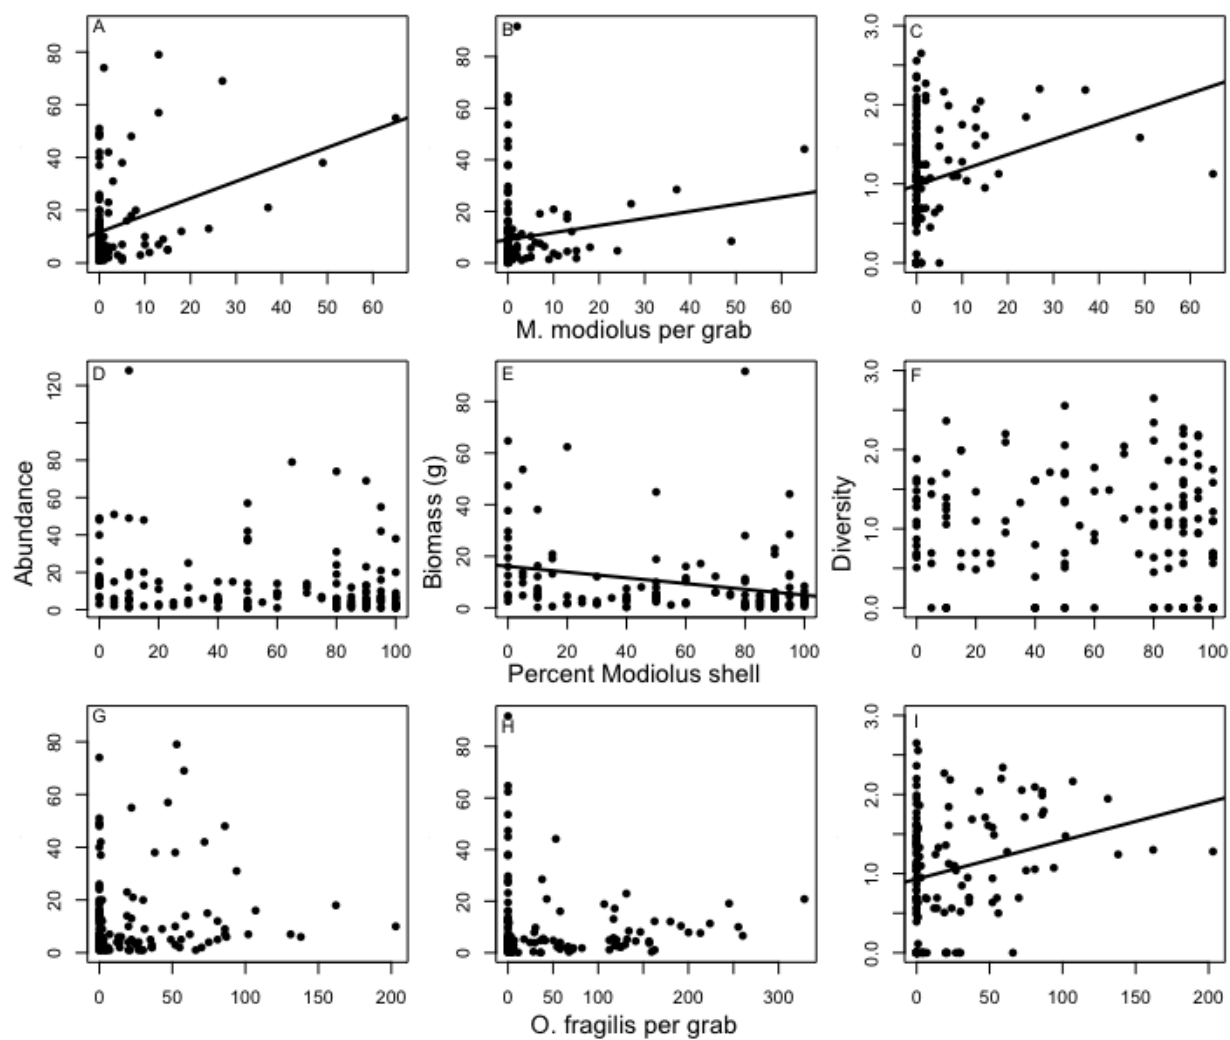 A
B
C
80
60
40
20
0
80
60
40
20
0
3.0
2.0
1.0
0.0
0 10 20 30 40 50 60
0 10 20 30 40 50 60
0 10 20 30 40 50 60
M. modiolus per grab
D
E
F
120
80
60
40
20
0
80
60
40
20
0
3.0
2.0
1.0
0.0
Abundance
Biomass (g)
Diversity
0 20 40 60 80 100
0 20 40 60 80 100
0 20 40 60 80 100
Percent Modiolus shell
G
H
I
80
60
40
20
0
80
60
40
20
0
3.0
2.0
1.0
0.0
0 50 100 150 200
0 100 200 300
0 50 100 150 200
O. fragilis per grab